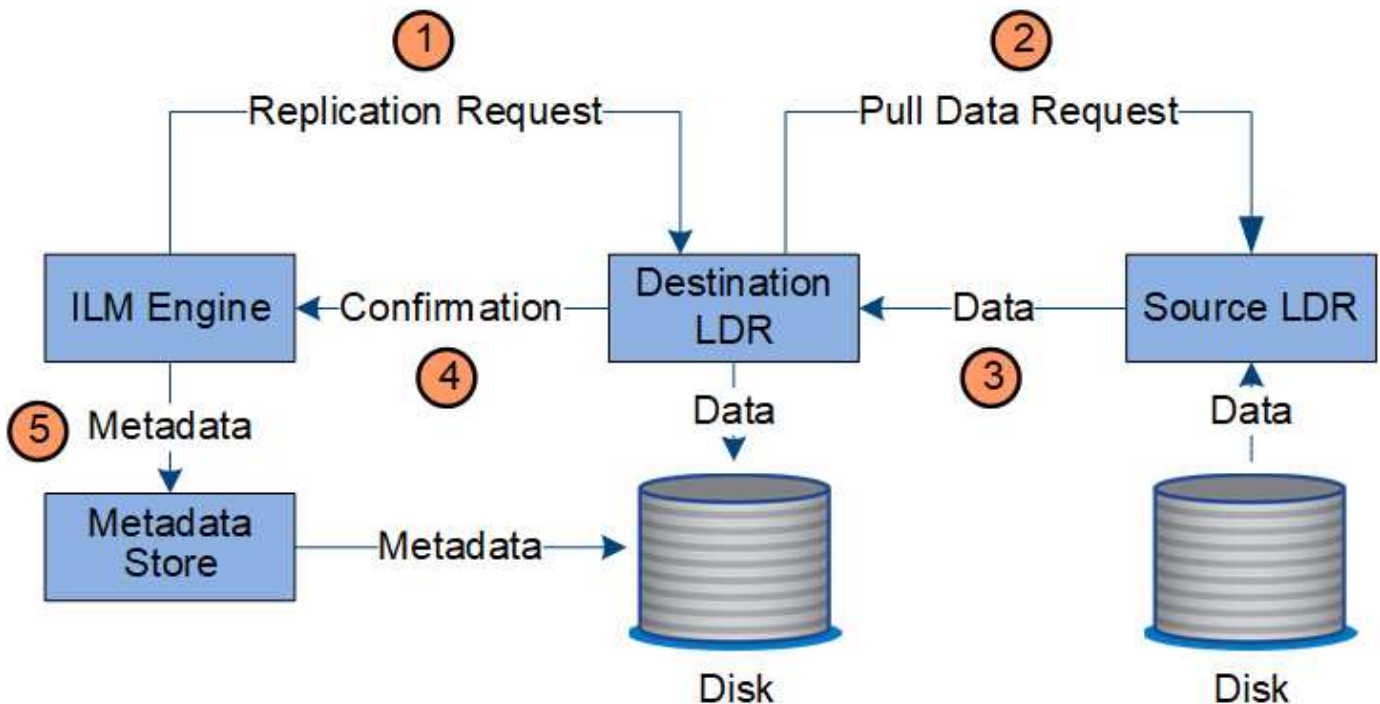 1
2
Replication Request
Pull Data Request
ILM Engine
Confirmation
Destination
LDR
Data
Source LDR
4
3
5
Metadata
Data
Data
Metadata
Store
Metadata
Disk
Disk